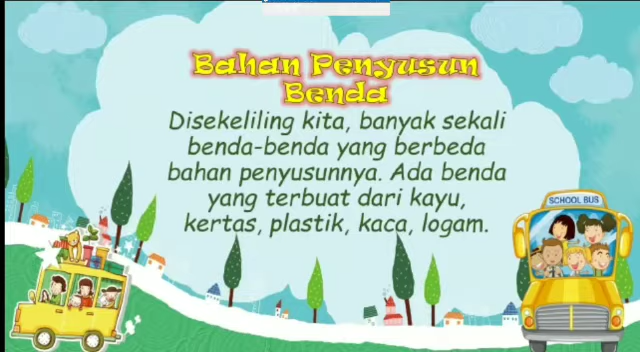 Bahan Penyusun
Benda
Disekeliling kita, banyak sekali
benda-benda yang berbeda
bahan penyusunnya. Ada benda
yang terbuat dari kayu,
kertas, plastik, kaca, logam.
SCHOOL BUS